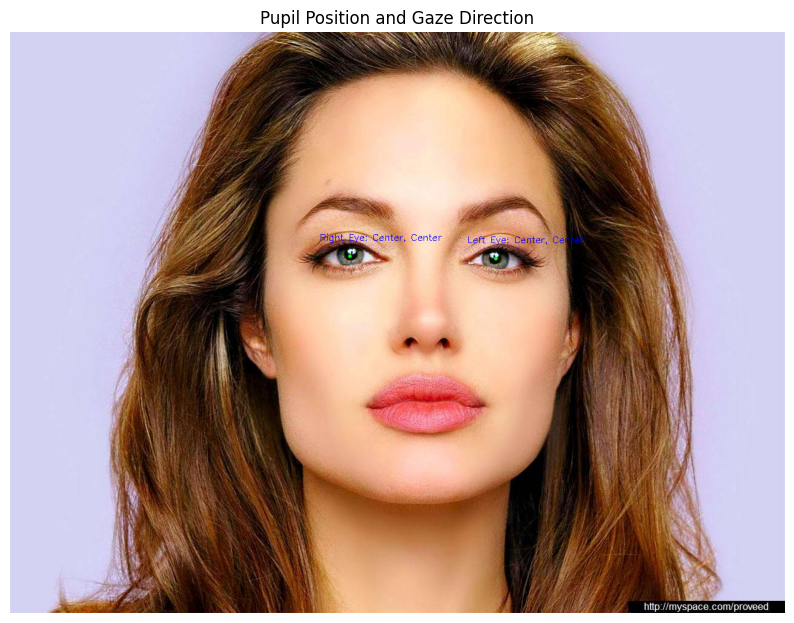 Pupil Position and Gaze Direction
Right Eye: Center, Center
Left Eye: Center, Center
http://myspace.com/proveed